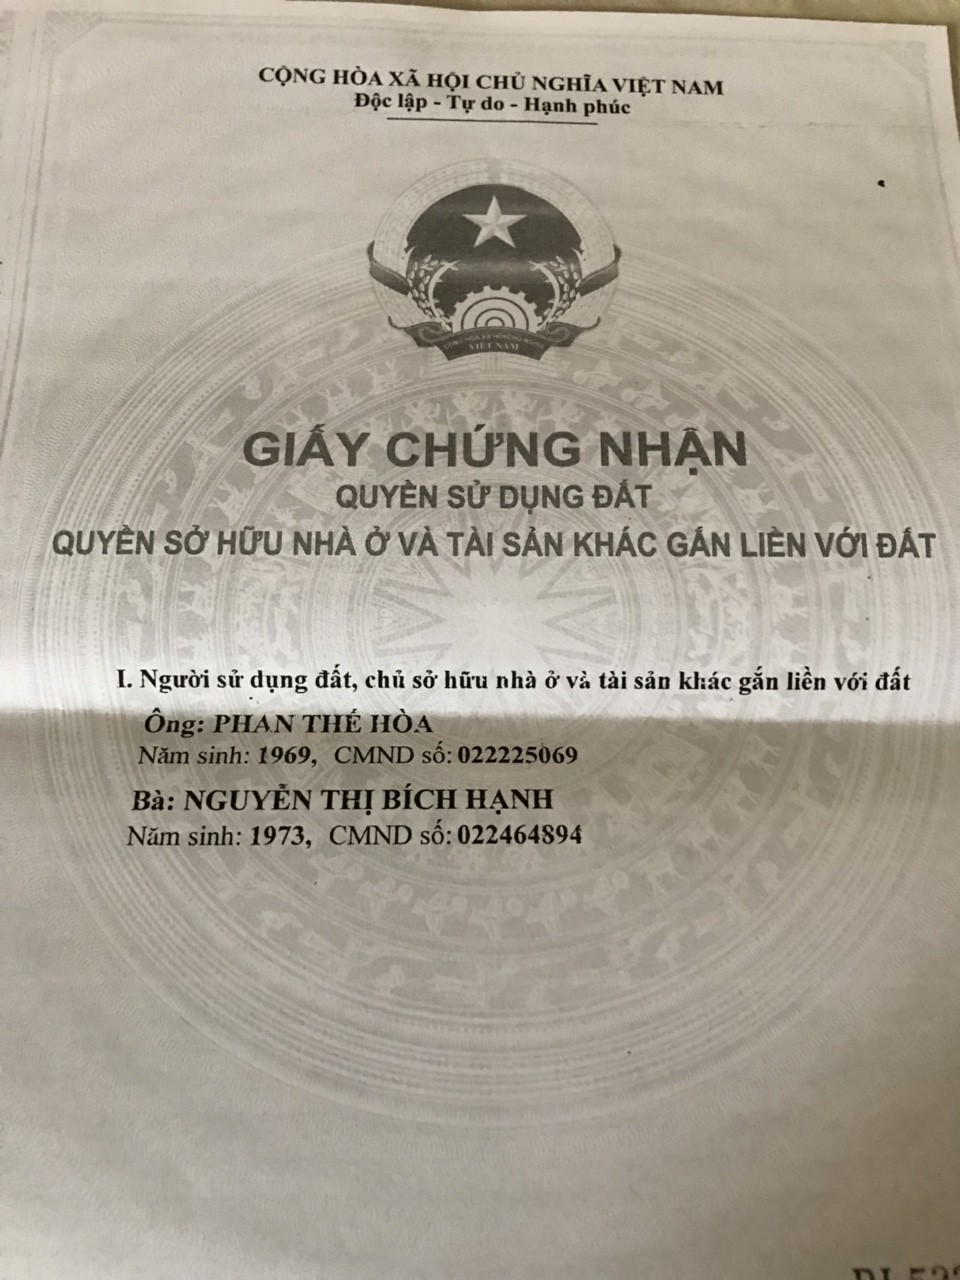 CỘNG HÒA XÃ HỘI CHỦ NGHĨA VIỆT NAM
Độc lập - Tự do - Hạnh phúc
CỘNG HÒA XÃ HỘI CHỦ NGHĨA
VIỆT NAM
GIẤY CHỨNG NHẬN
QUYỀN SỬ DỤNG ĐẤT
QUYỀN SỞ HỮU NHÀ Ở VÀ TÀI SẢN KHÁC GẮN LIỀN VỚI ĐẤT
I. Người sử dụng đất, chủ sở hữu nhà ở và tài sản khác gắn liền với đất
Ông: PHAN THẾ HÒA
Năm sinh: 1969, CMND số: 022225069
Bà: NGUYỄN THỊ BÍCH HẠNH
Năm sinh: 1973, CMND số: 022464894